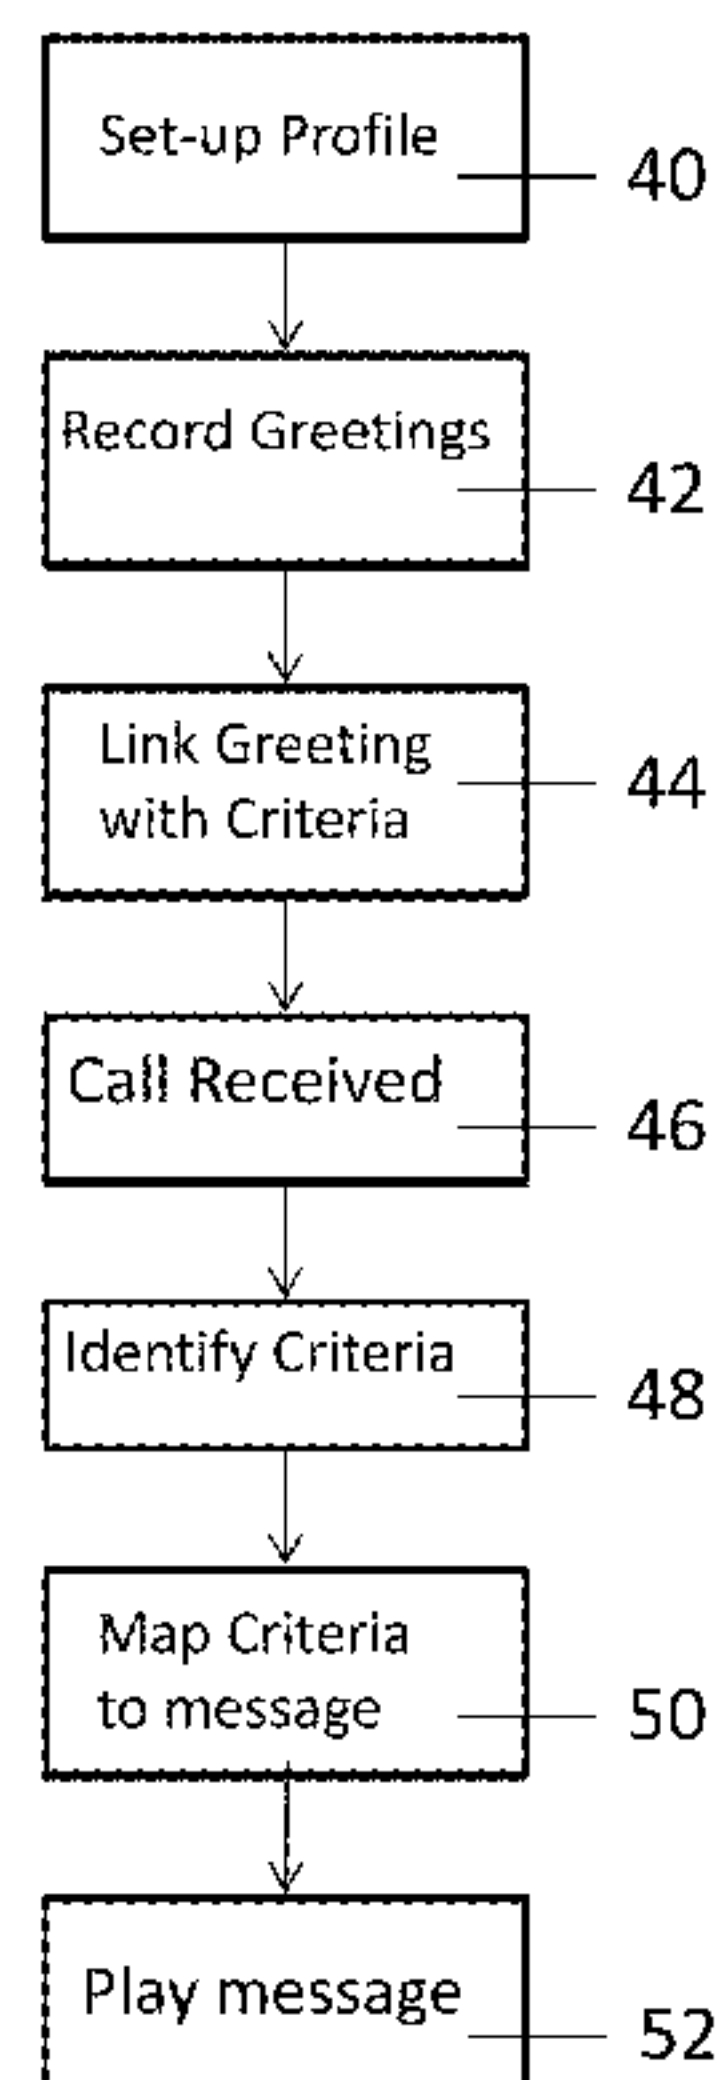 Set-up Profile
40
Record Greetings
42
Link Greeting
with Criteria
44
Call Received
46
Identify Criteria
48
Map Criteria
to message
50
Play message
52